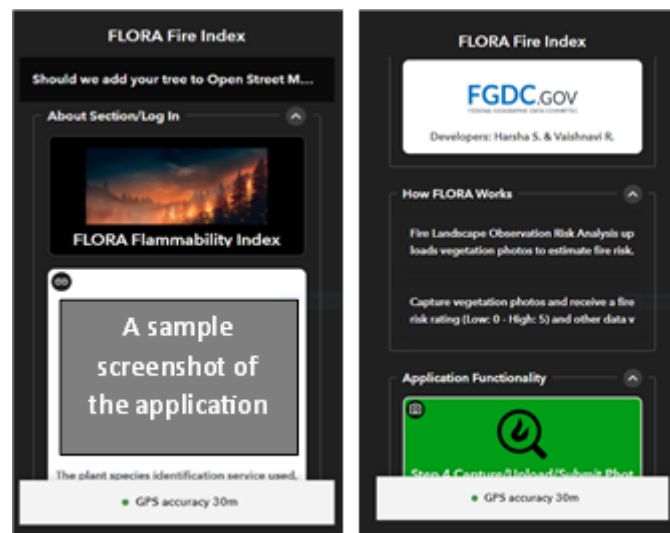 FLORA Fire Index
Should we add your tree to Open Street M...
About Section/Log In
FLORA Flammability Index
A sample
screenshot of
the application
The plant species identification service used,
GPS accuracy 30m
FLORA Fire Index
FGDC.GOV
FEDERAL GEOGRAPHIC DATA COMMITTEE
Developers: Harsha S. & Vaishnavi R.
How FLORA Works
Fire Landscape Observation Risk Analysis up
loads vegetation photos to estimate fire risk,
Capture vegetation photos and receive a fire
risk rating (Low: 0 - High: 5) and other data v
Application Functionality
Step 4 Capture/Upload/Submit Phot
GPS accuracy 30m